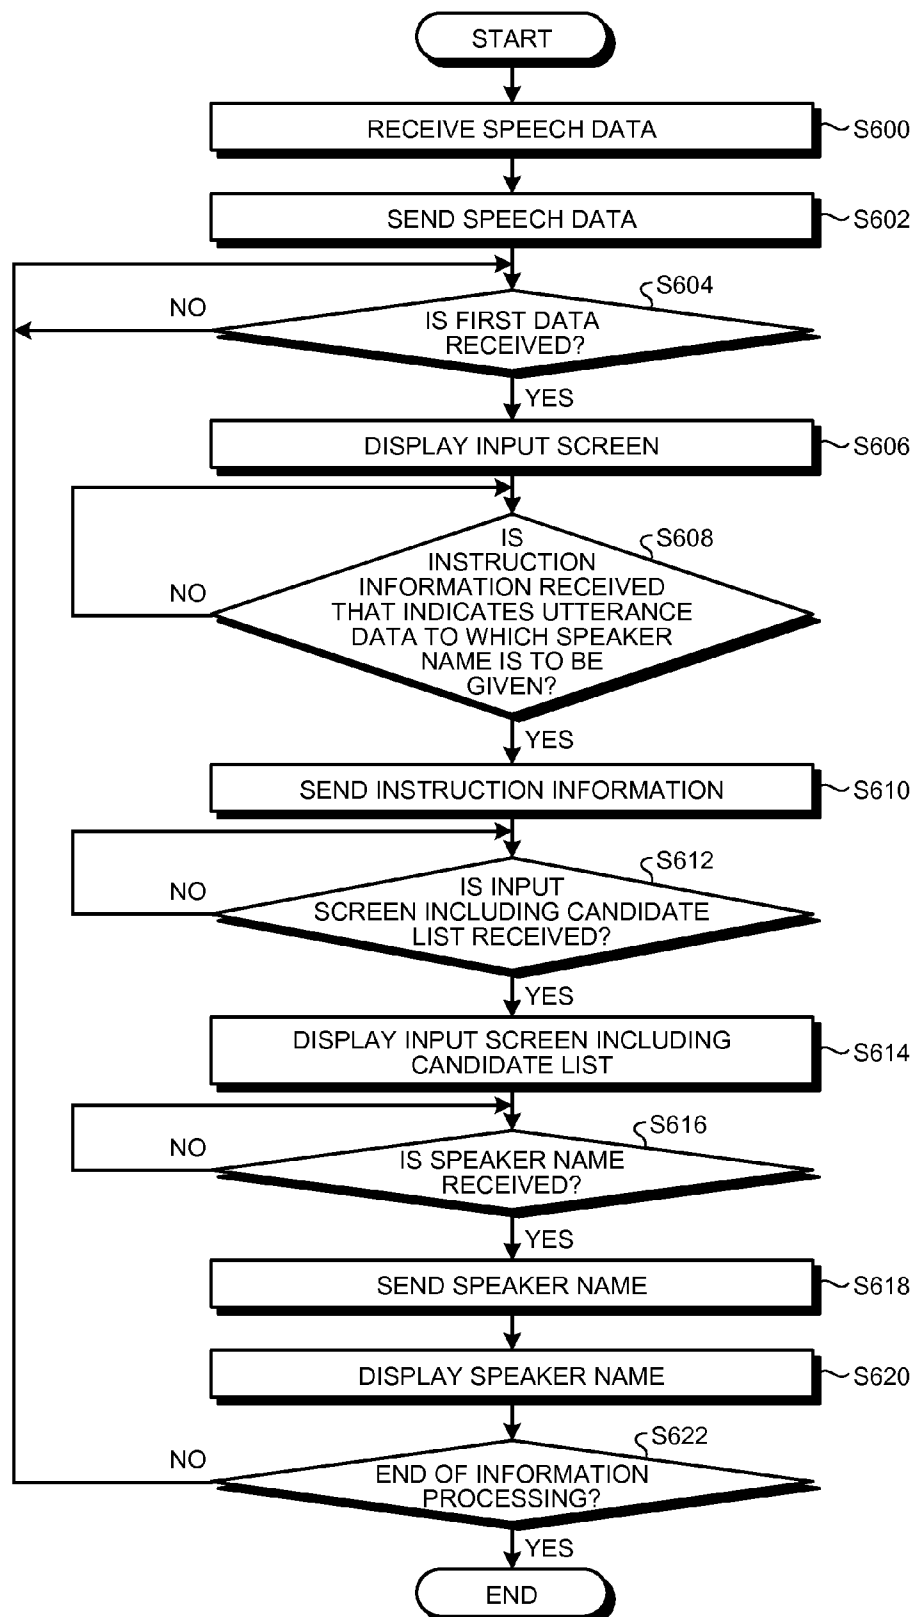 START
RECEIVE SPEECH DATA
S600
SEND SPEECH DATA
S602
S604
NO
IS FIRST DATA
RECEIVED?
YES
DISPLAY INPUT SCREEN
S606
S608
IS
INSTRUCTION
INFORMATION RECEIVED
NO
THAT INDICATES UTTERANCE
DATA TO WHICH SPEAKER
NAME IS TO BE
GIVEN?
YES
SEND INSTRUCTION INFORMATION
S610
S612
NO
IS INPUT
SCREEN INCLUDING CANDIDATE
LIST RECEIVED?
YES
DISPLAY INPUT SCREEN INCLUDING
CANDIDATE LIST
S614
S616
NO
IS SPEAKER NAME
RECEIVED?
YES
SEND SPEAKER NAME
S618
DISPLAY SPEAKER NAME
S620
S622
NO
END OF INFORMATION
PROCESSING?
YES
END